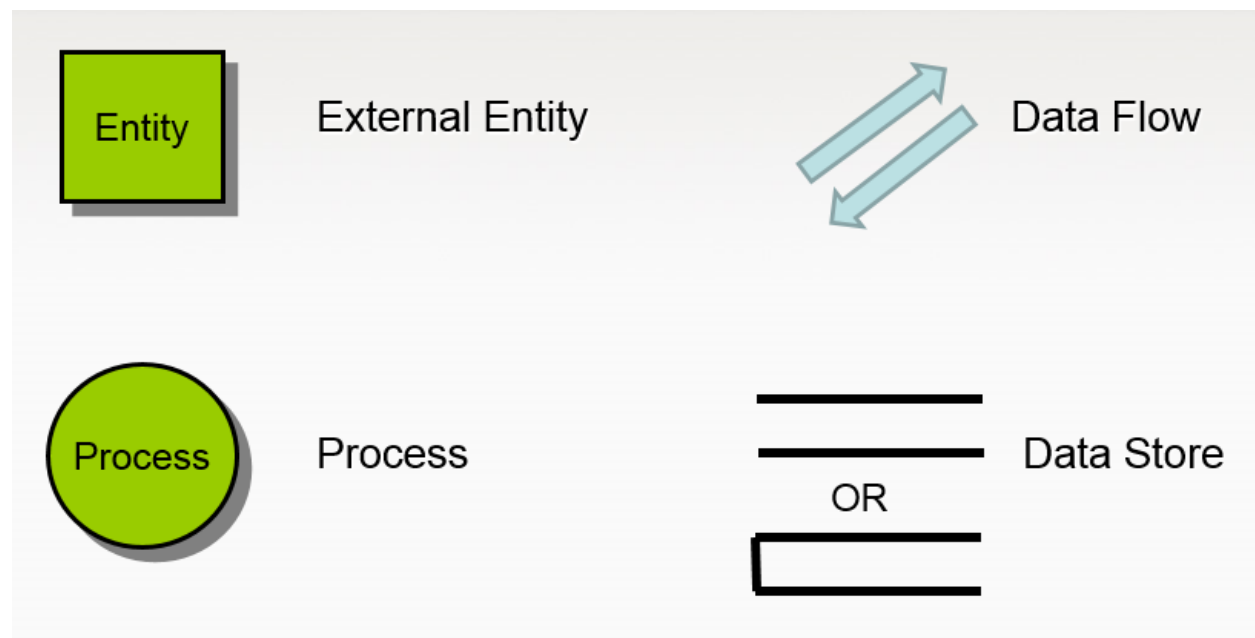 Entity
External Entity
Data Flow
Process
Process
Data Store
OR